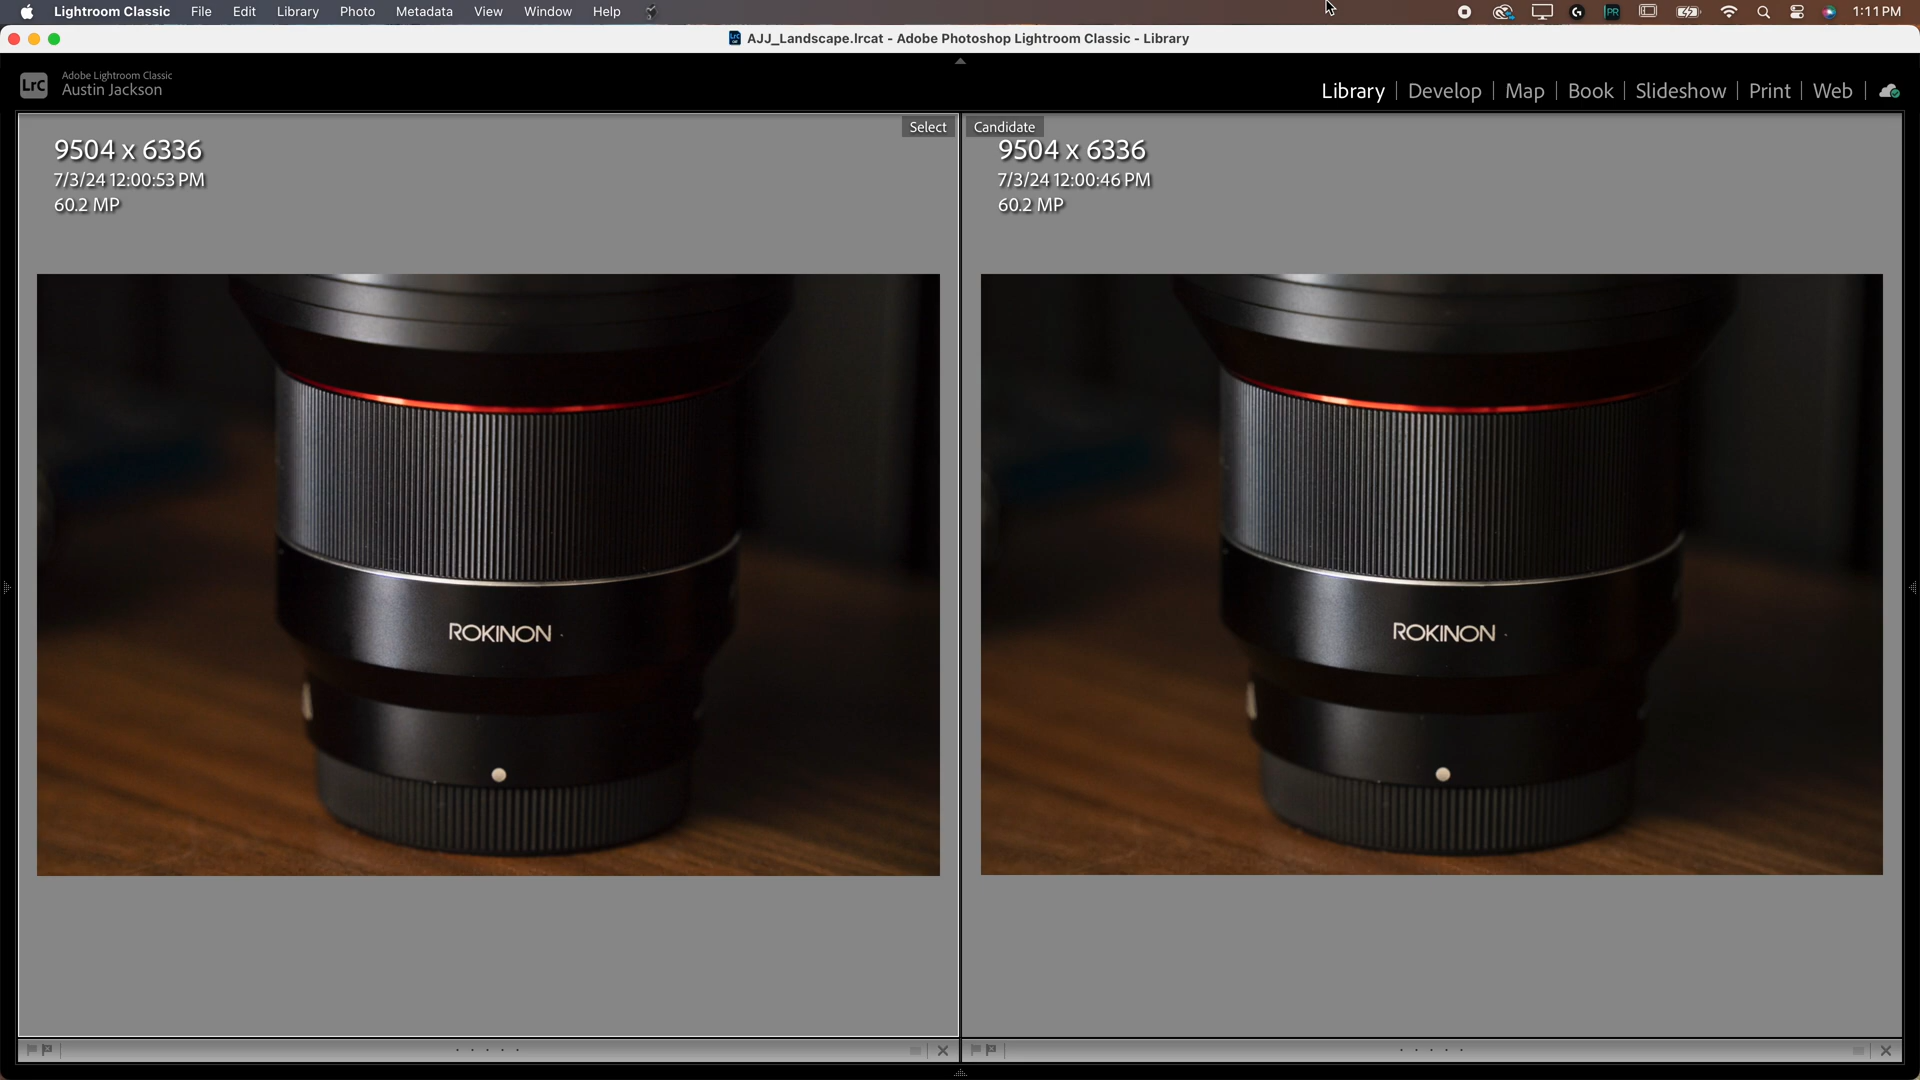 Lightroom Classic File Edit Library Photo Metadata View Window Help 1:11 PM
AJJ_Landscape.lrcat - Adobe Photoshop Lightroom Classic - Library
LrC
Adobe Lightroom Classic
Austin Jackson
Library Develop Map Book Slideshow Print Web
Select
9504 x 6336
7/3/24 12:00:53 PM
60.2 MP
ROKINON
Candidate
9504 x 6336
7/3/24 12:00:46 PM
60.2 MP
ROKINON